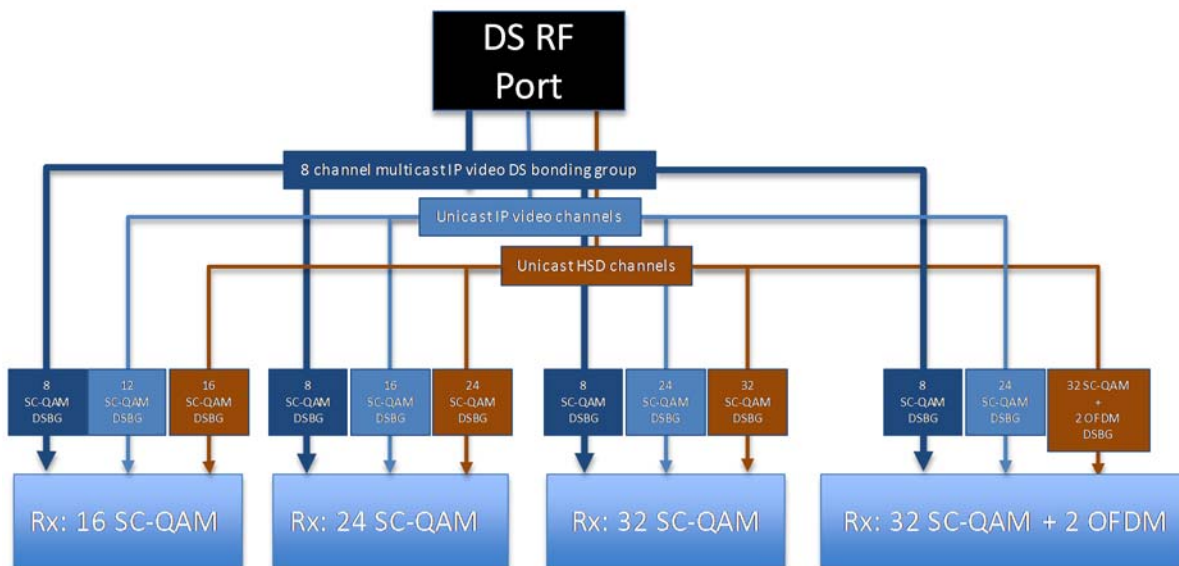 DS RF
Port
8 channel multicast IP video DS bonding group
Unicast IP video channels
Unicast HSD channels
8
SC-QAM
DSBG
12
SC-QAM
DSBG
16
SC-QAM
DSBG
8
SC-QAM
DSBG
16
SC-QAM
DSBG
24
SC-QAM
DSBG
8
SC-QAM
DSBG
24
SC-QAM
DSBG
32
SC-QAM
DSBG
8
SC-QAM
DSBG
24
SC-QAM
DSBG
32 SC-QAM
+
2 OFDM
DSBG
Rx: 16 SC-QAM
Rx: 24 SC-QAM
Rx: 32 SC-QAM
Rx: 32 SC-QAM + 2 OFDM